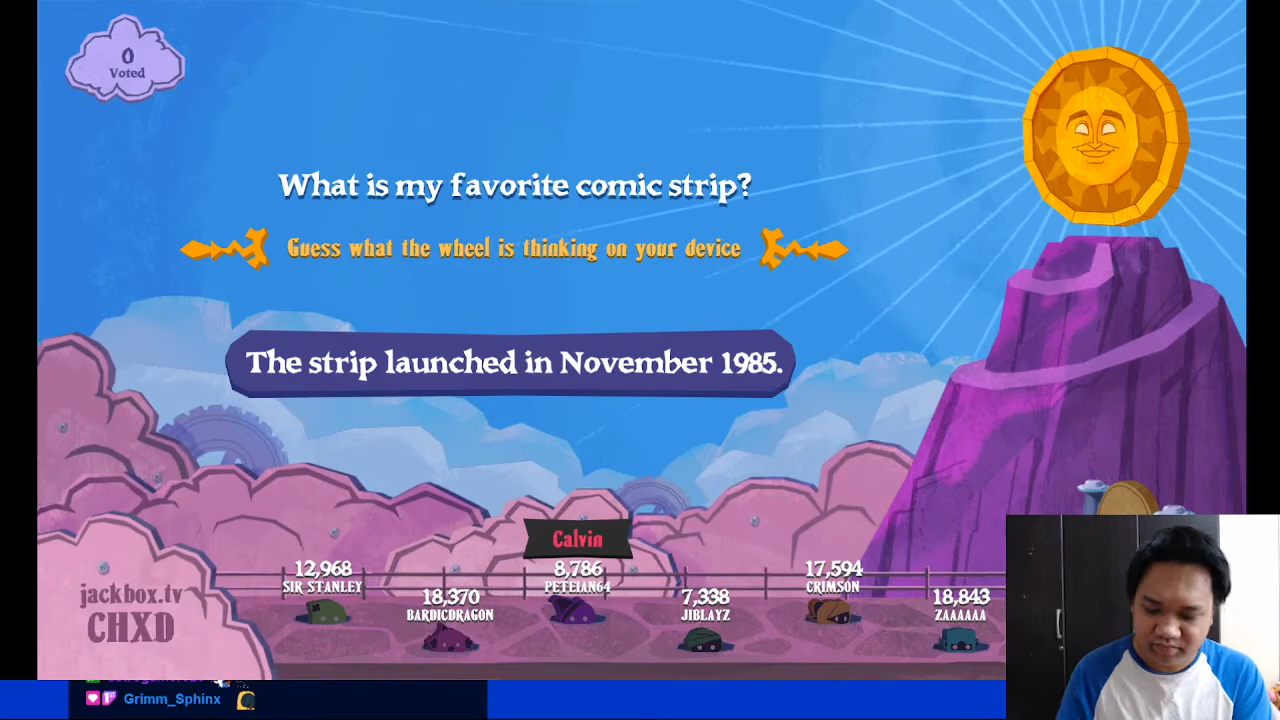 0
Voted
What is my favorite comic strip?
Guess what the wheel is thinking on your device
The strip launched in November 1985.
Calvin
12,968
SIR STANLEY
18,370
BARDICDRAGON
8,786
PETEIAN64
7,338
JIBLAYZ
17,594
CRIMSON
18,843
ZAAAAAA
jackbox.tv
CHXD
Grimm_Sphinx